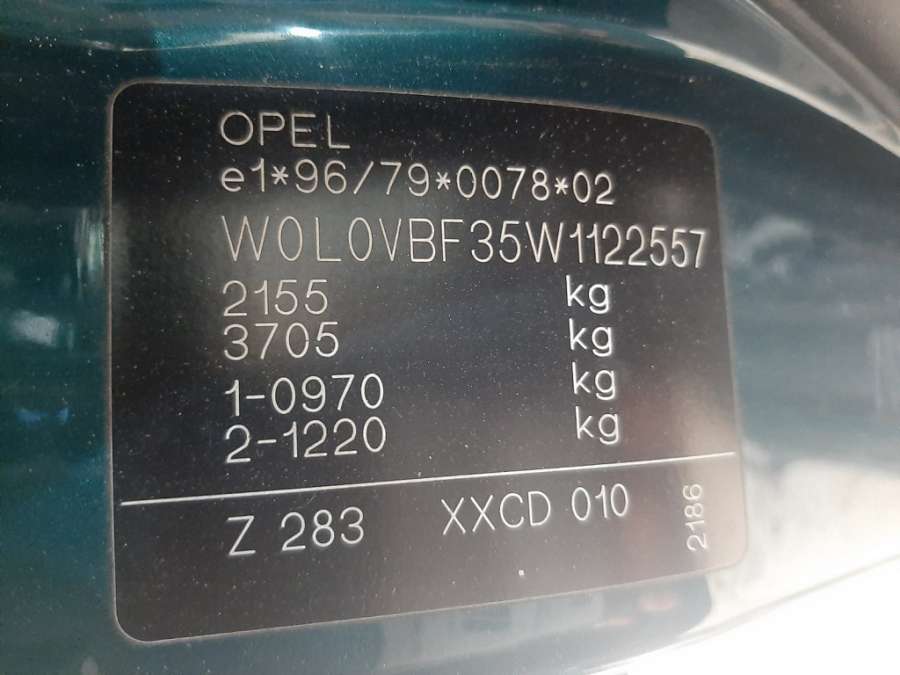 OPEL
e1*96/79*0078*02
W0L0VBF35W1122557
2155 kg
3705 kg
1-0970 kg
2-1220 kg
Z 283 XXCD 010
2186